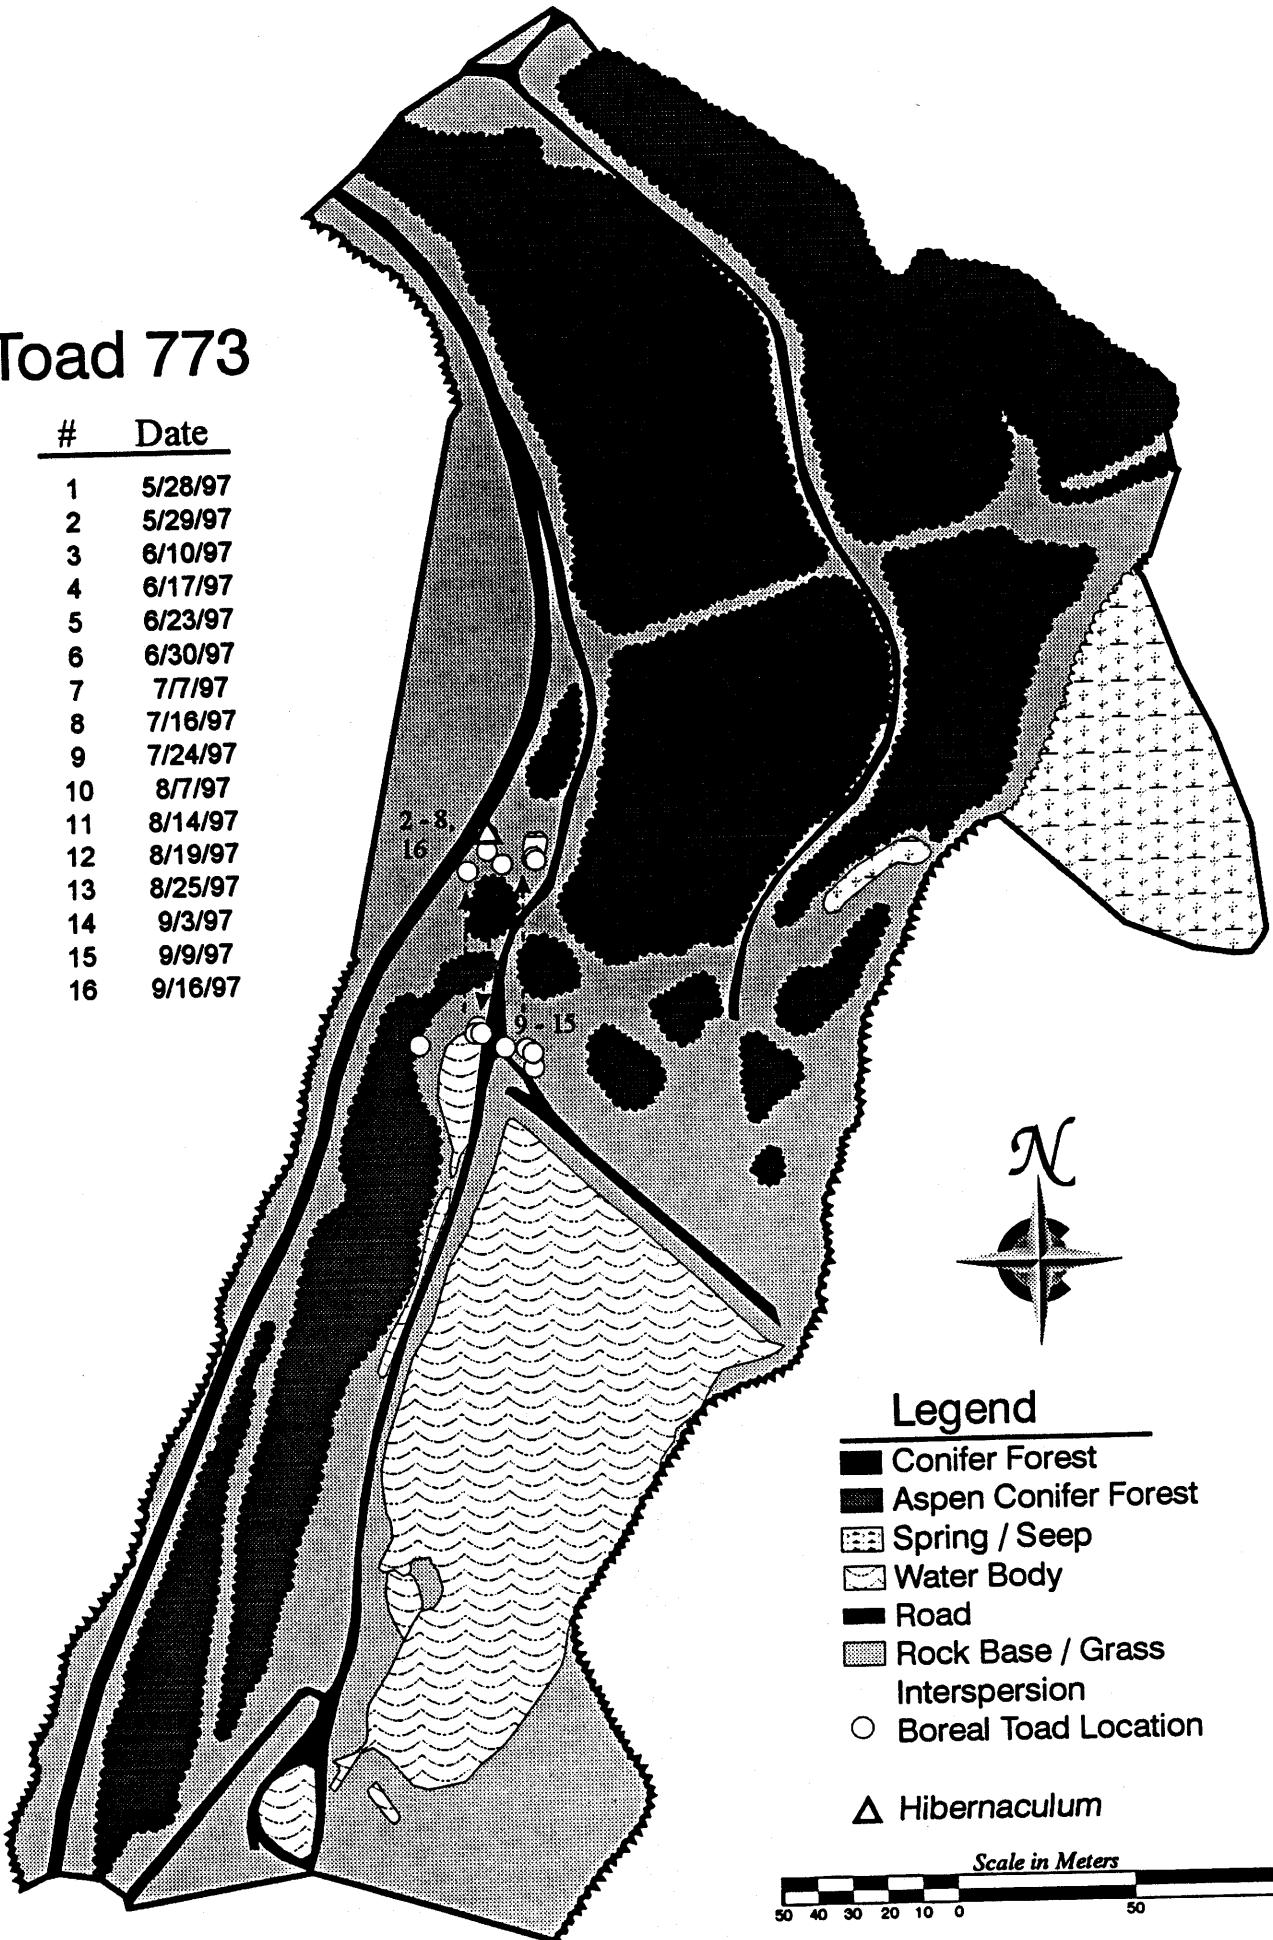 Toad 773
# Date
1 5/28/97
2 5/29/97
3 6/10/97
4 6/17/97
5 6/23/97
6 6/30/97
7 7/7/97
8 7/16/97
9 7/24/97
10 8/7/97
11 8/14/97
12 8/19/97
13 8/25/97
14 9/3/97
15 9/9/97
16 9/16/97
2 - 8,
16
9 - 15
N
Legend
Conifer Forest
Aspen Conifer Forest
Spring / Seep
Water Body
Road
Rock Base / Grass
Interspersion
Boreal Toad Location
Hibernaculum
Scale in Meters
50 40 30 20 10 0 50